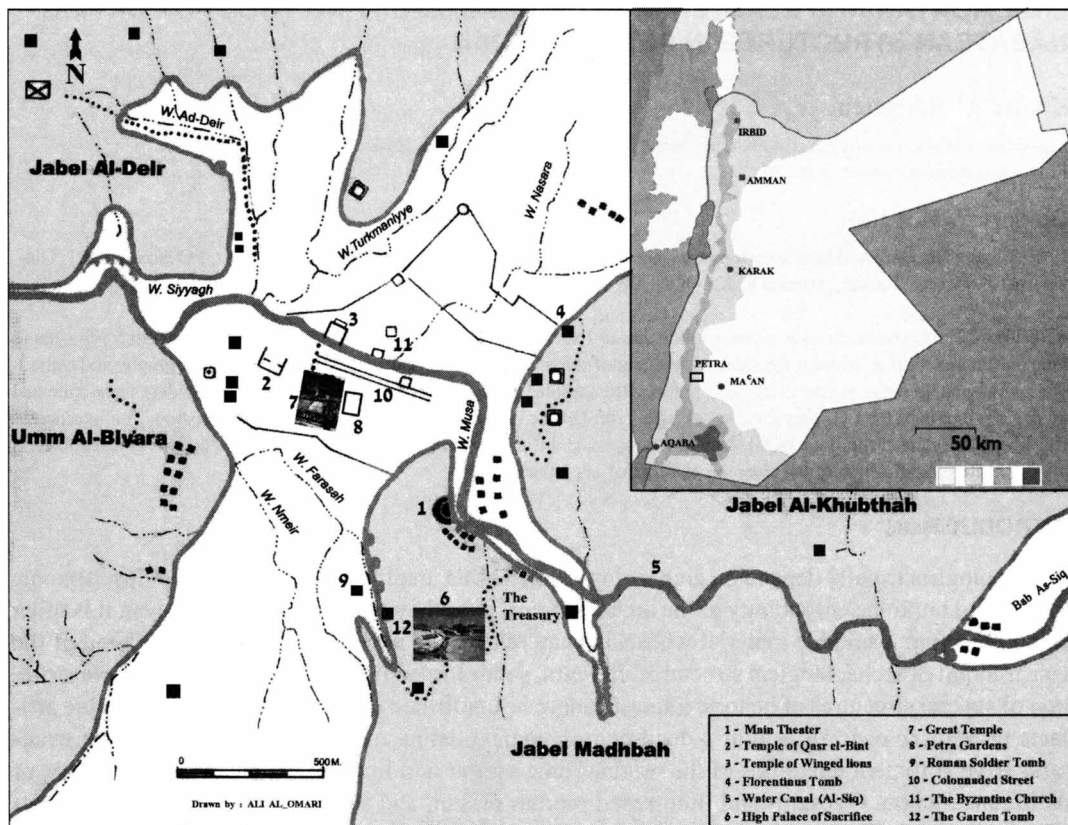 N
W. Ad-Deir
Jabel Al-Deir
W. Turkmaniyye
W. Nasara
W. Siyyagh
3
4
11
2
10
7
8
W. Musa
Umm Al-Biyara
W. Farasah
W. Nmeir
1
9
6
12
The
Treasury
5
Bab As-Siq
Jabel Al-Khubthah
Jabel Madhbah
0
500M.
Drawn by : ALI AL_OMARI
IRBID
AMMAN
KARAK
PETRA
MAʿAN
AQABA
50 km
1 - Main Theater
2 - Temple of Qasr el-Bint
3 - Temple of Winged lions
4 - Florentinus Tomb
5 - Water Canal (Al-Siq)
6 - High Palace of Sacrifice
7 - Great Temple
8 - Petra Gardens
9 - Roman Soldier Tomb
10 - Colonnaded Street
11 - The Byzantine Church
12 - The Garden Tomb